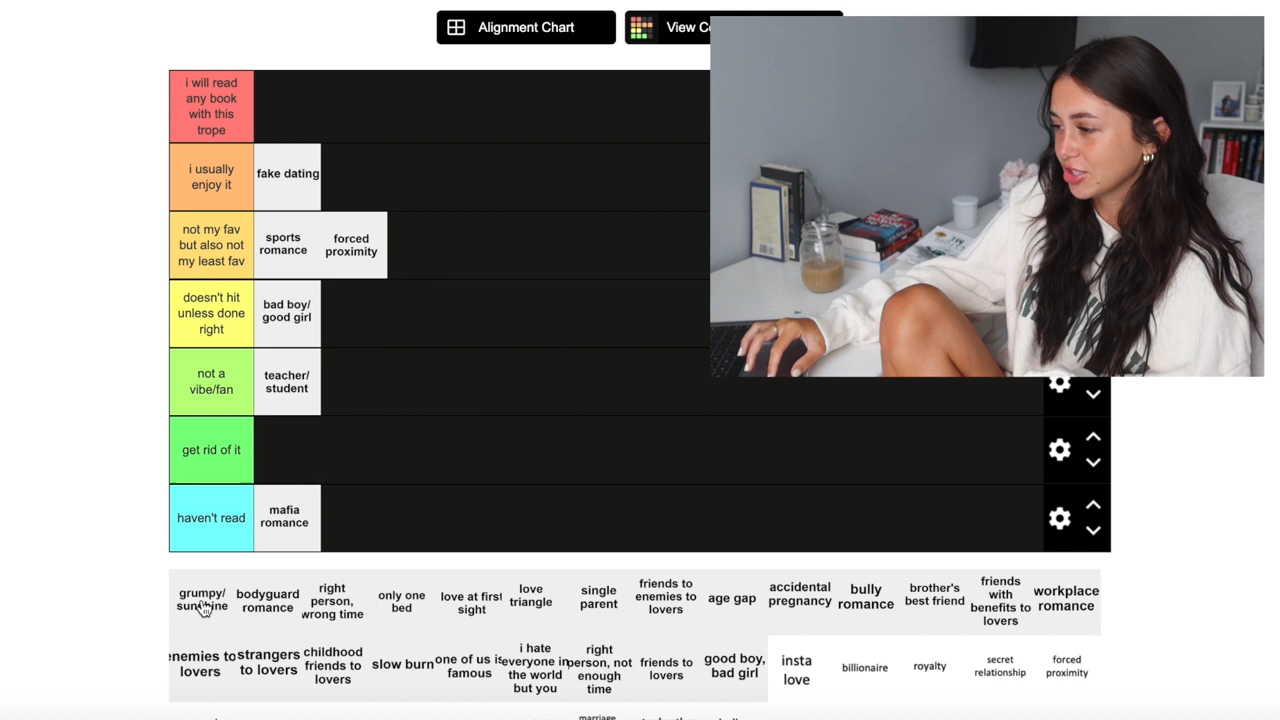 Alignment Chart
View
i will read
any book
with this
trope
i usually
enjoy it
fake dating
not my fav
but also not
my least fav
sports
romance
forced
proximity
doesn't hit
unless done
right
bad boy/
good girl
not a
vibe/fan
teacher/
student
get rid of it
haven't read
mafia
romance
grumpy/
sunshine
bodyguard
romance
right
person,
wrong time
only one
bed
love at first
sight
love
triangle
single
parent
friends to
enemies to
lovers
age gap
accidental
pregnancy
bully
romance
brother's
best friend
friends
with
benefits to
lovers
workplace
romance
enemies to
lovers
strangers
to lovers
childhood
friends to
lovers
slow burn
one of us is
famous
i hate
everyone in
the world
but you
right
person, not
enough
time
friends to
lovers
good boy,
bad girl
insta
love
billionaire
royalty
secret
relationship
forced
proximity
marriage